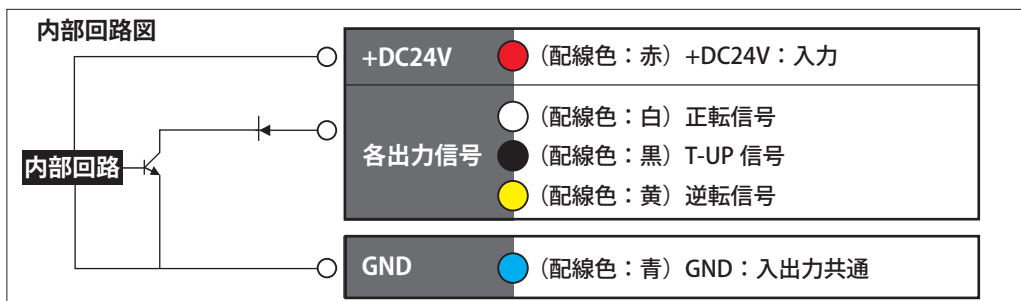 内部回路図
+DC24V (配線色：赤) +DC24V：入力
(配線色：白) 正転信号
各出力信号 (配線色：黒) T-UP 信号
内部回路
(配線色：黄) 逆転信号
GND (配線色：青) GND：入出力共通